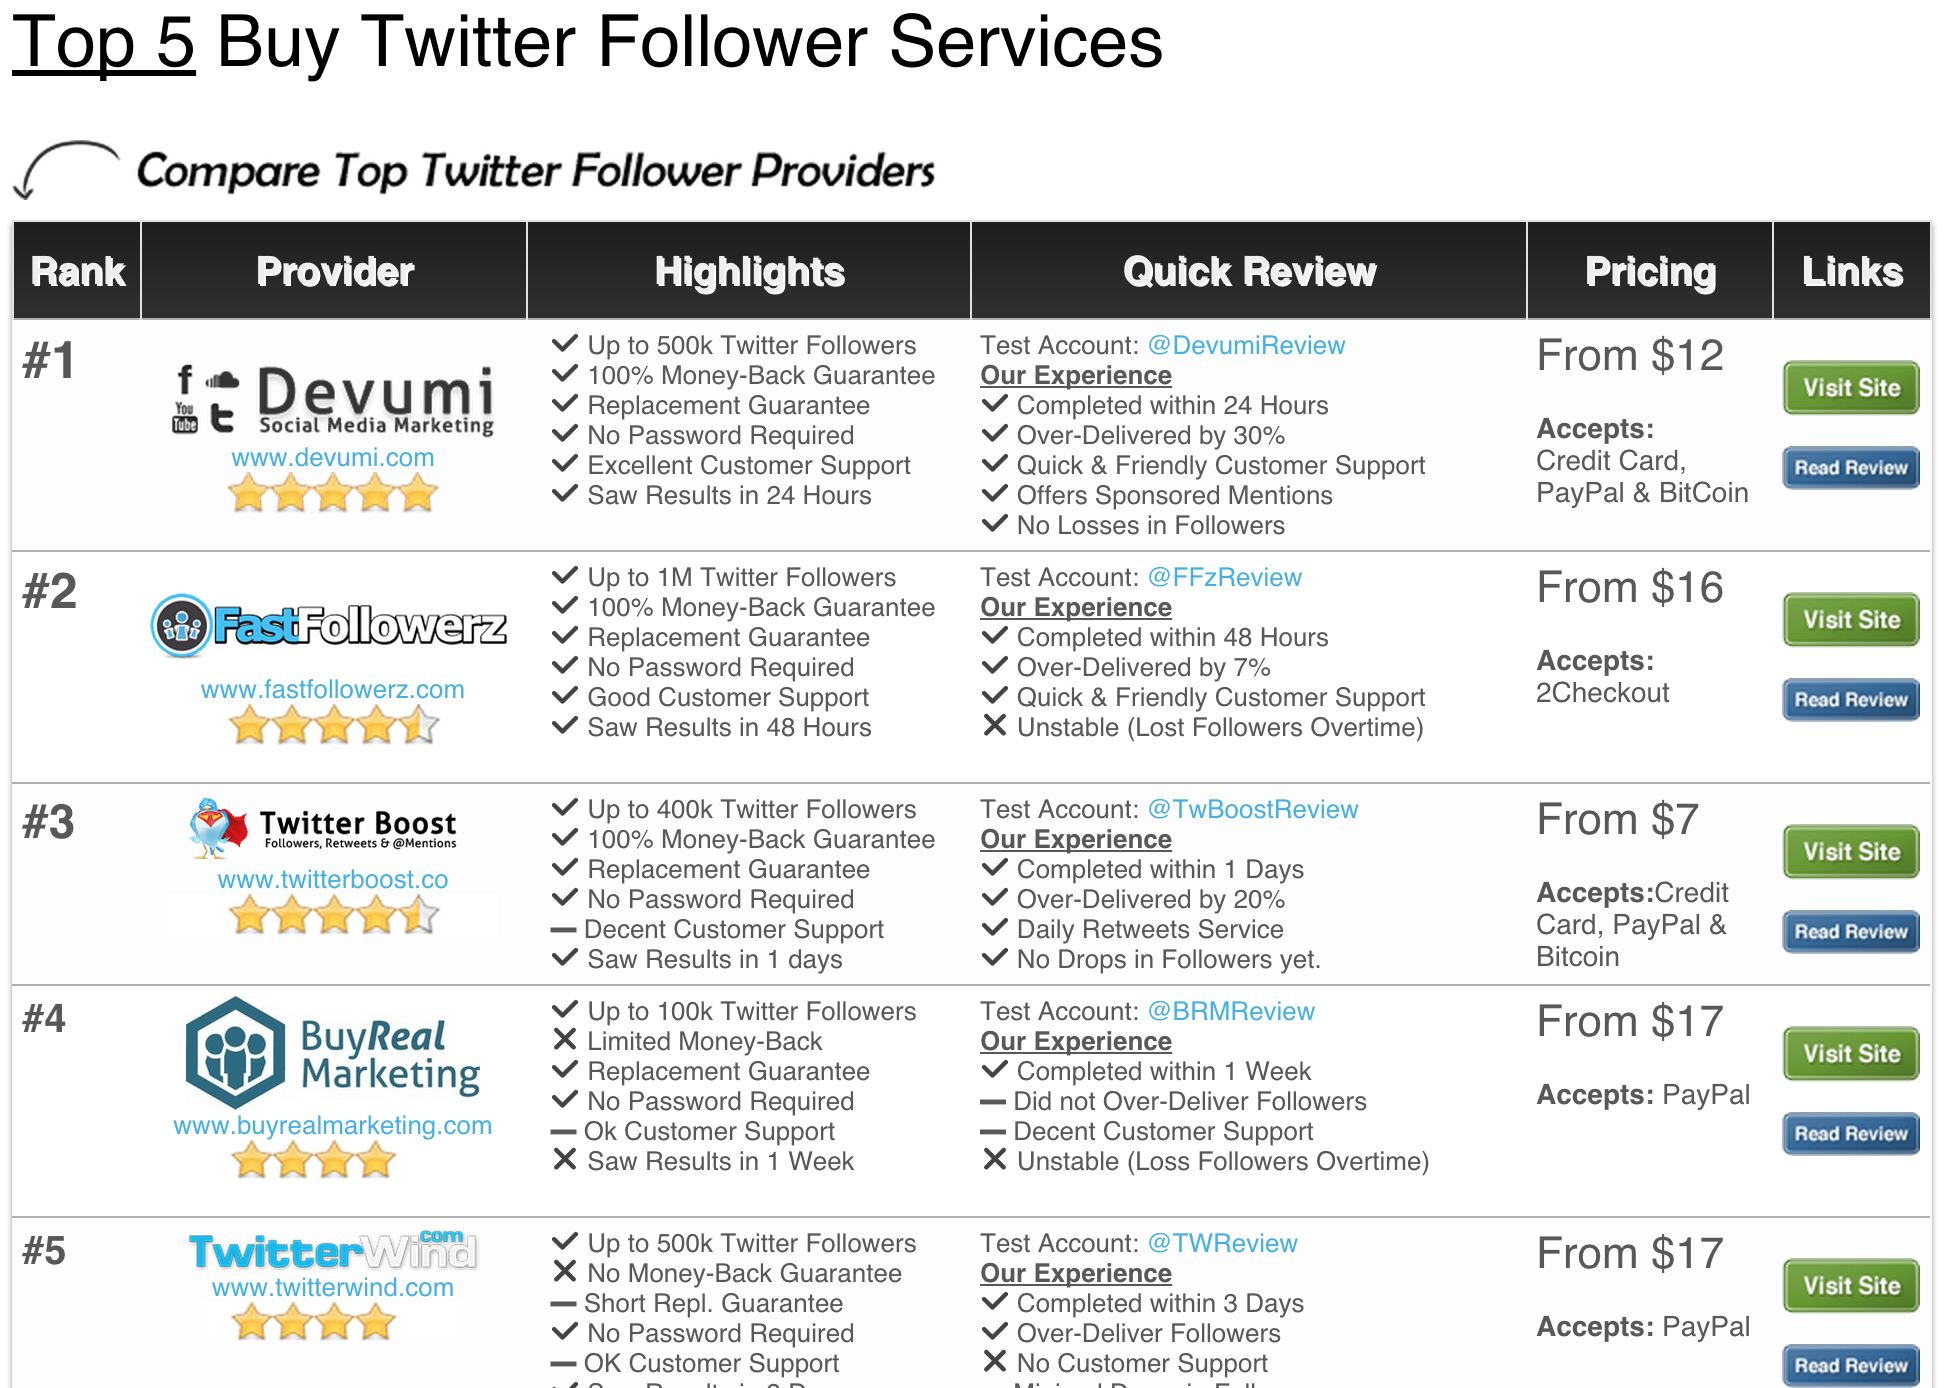 Top 5 Buy Twitter Follower Services
Compare Top Twitter Follower Providers
Rank Provider Highlights Quick Review Pricing Links
#1
f
You
Tube
t
Devumi
Social Media Marketing
www.devumi.com
Up to 500k Twitter Followers
100% Money-Back Guarantee
Replacement Guarantee
No Password Required
Excellent Customer Support
Saw Results in 24 Hours
Test Account: @DevumiReview
Our Experience
Completed within 24 Hours
Over-Delivered by 30%
Quick & Friendly Customer Support
Offers Sponsored Mentions
No Losses in Followers
From $12
Accepts:
Credit Card,
PayPal & BitCoin
Visit Site
Read Review
#2
FastFollowerz
www.fastfollowerz.com
Up to 1M Twitter Followers
100% Money-Back Guarantee
Replacement Guarantee
No Password Required
Good Customer Support
Saw Results in 48 Hours
Test Account: @FFzReview
Our Experience
Completed within 48 Hours
Over-Delivered by 7%
Quick & Friendly Customer Support
Unstable (Lost Followers Overtime)
From $16
Accepts:
2Checkout
Visit Site
Read Review
#3
Twitter Boost
Followers, Retweets & @Mentions
www.twitterboost.co
Up to 400k Twitter Followers
100% Money-Back Guarantee
Replacement Guarantee
No Password Required
Decent Customer Support
Saw Results in 1 days
Test Account: @TwBoostReview
Our Experience
Completed within 1 Days
Over-Delivered by 20%
Daily Retweets Service
No Drops in Followers yet.
From $7
Accepts:Credit
Card, PayPal &
Bitcoin
Visit Site
Read Review
#4
BuyReal
Marketing
www.buyrealmarketing.com
Up to 100k Twitter Followers
Limited Money-Back
Replacement Guarantee
No Password Required
Ok Customer Support
Saw Results in 1 Week
Test Account: @BRMReview
Our Experience
Completed within 1 Week
Did not Over-Deliver Followers
Decent Customer Support
Unstable (Loss Followers Overtime)
From $17
Accepts: PayPal
Visit Site
Read Review
#5
TwitterWind.com
www.twitterwind.com
Up to 500k Twitter Followers
No Money-Back Guarantee
Short Repl. Guarantee
No Password Required
OK Customer Support
Test Account: @TWReview
Our Experience
Completed within 3 Days
Over-Deliver Followers
No Customer Support
From $17
Accepts: PayPal
Visit Site
Read Review